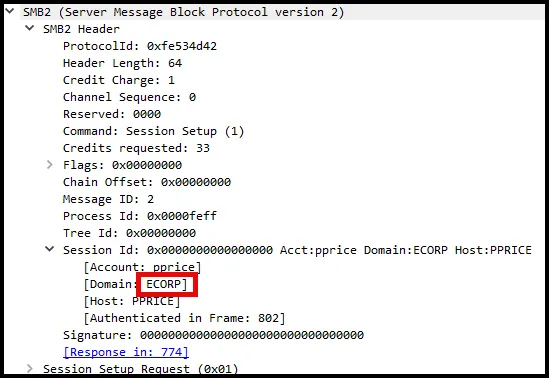 SMB2 (Server Message Block Protocol version 2)
SMB2 Header
ProtocolId: 0xfe534d42
Header Length: 64
Credit Charge: 1
Channel Sequence: 0
Reserved: 0000
Command: Session Setup (1)
Credits requested: 33
Flags: 0x00000000
Chain Offset: 0x00000000
Message ID: 2
Process Id: 0x0000feff
Tree Id: 0x00000000
Session Id: 0x0000000000000000 Acct:pprice Domain:ECORP Host:PPRICE
[Account: pprice]
[Domain: ECORP]
[Host: PPRICE]
[Authenticated in Frame: 802]
Signature: 00000000000000000000000000000000
[Response in: 774]
Session Setup Request (0x01)